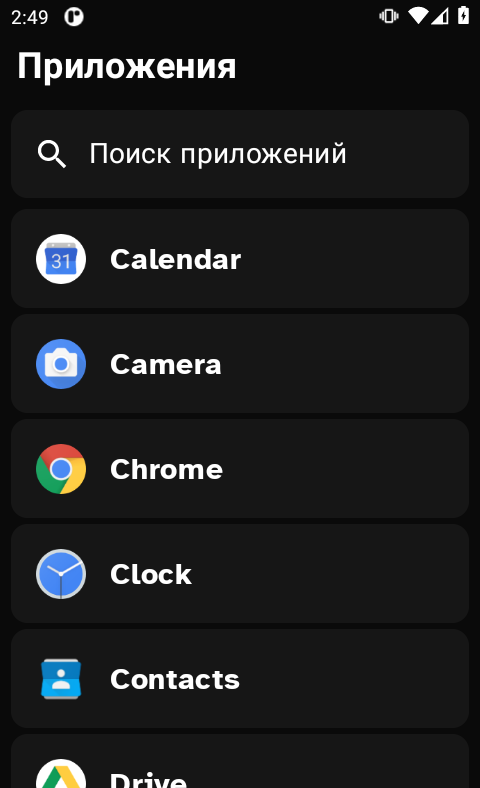 2:49
Приложения
Поиск приложений
31
Calendar
Camera
Chrome
Clock
Contacts
Drive